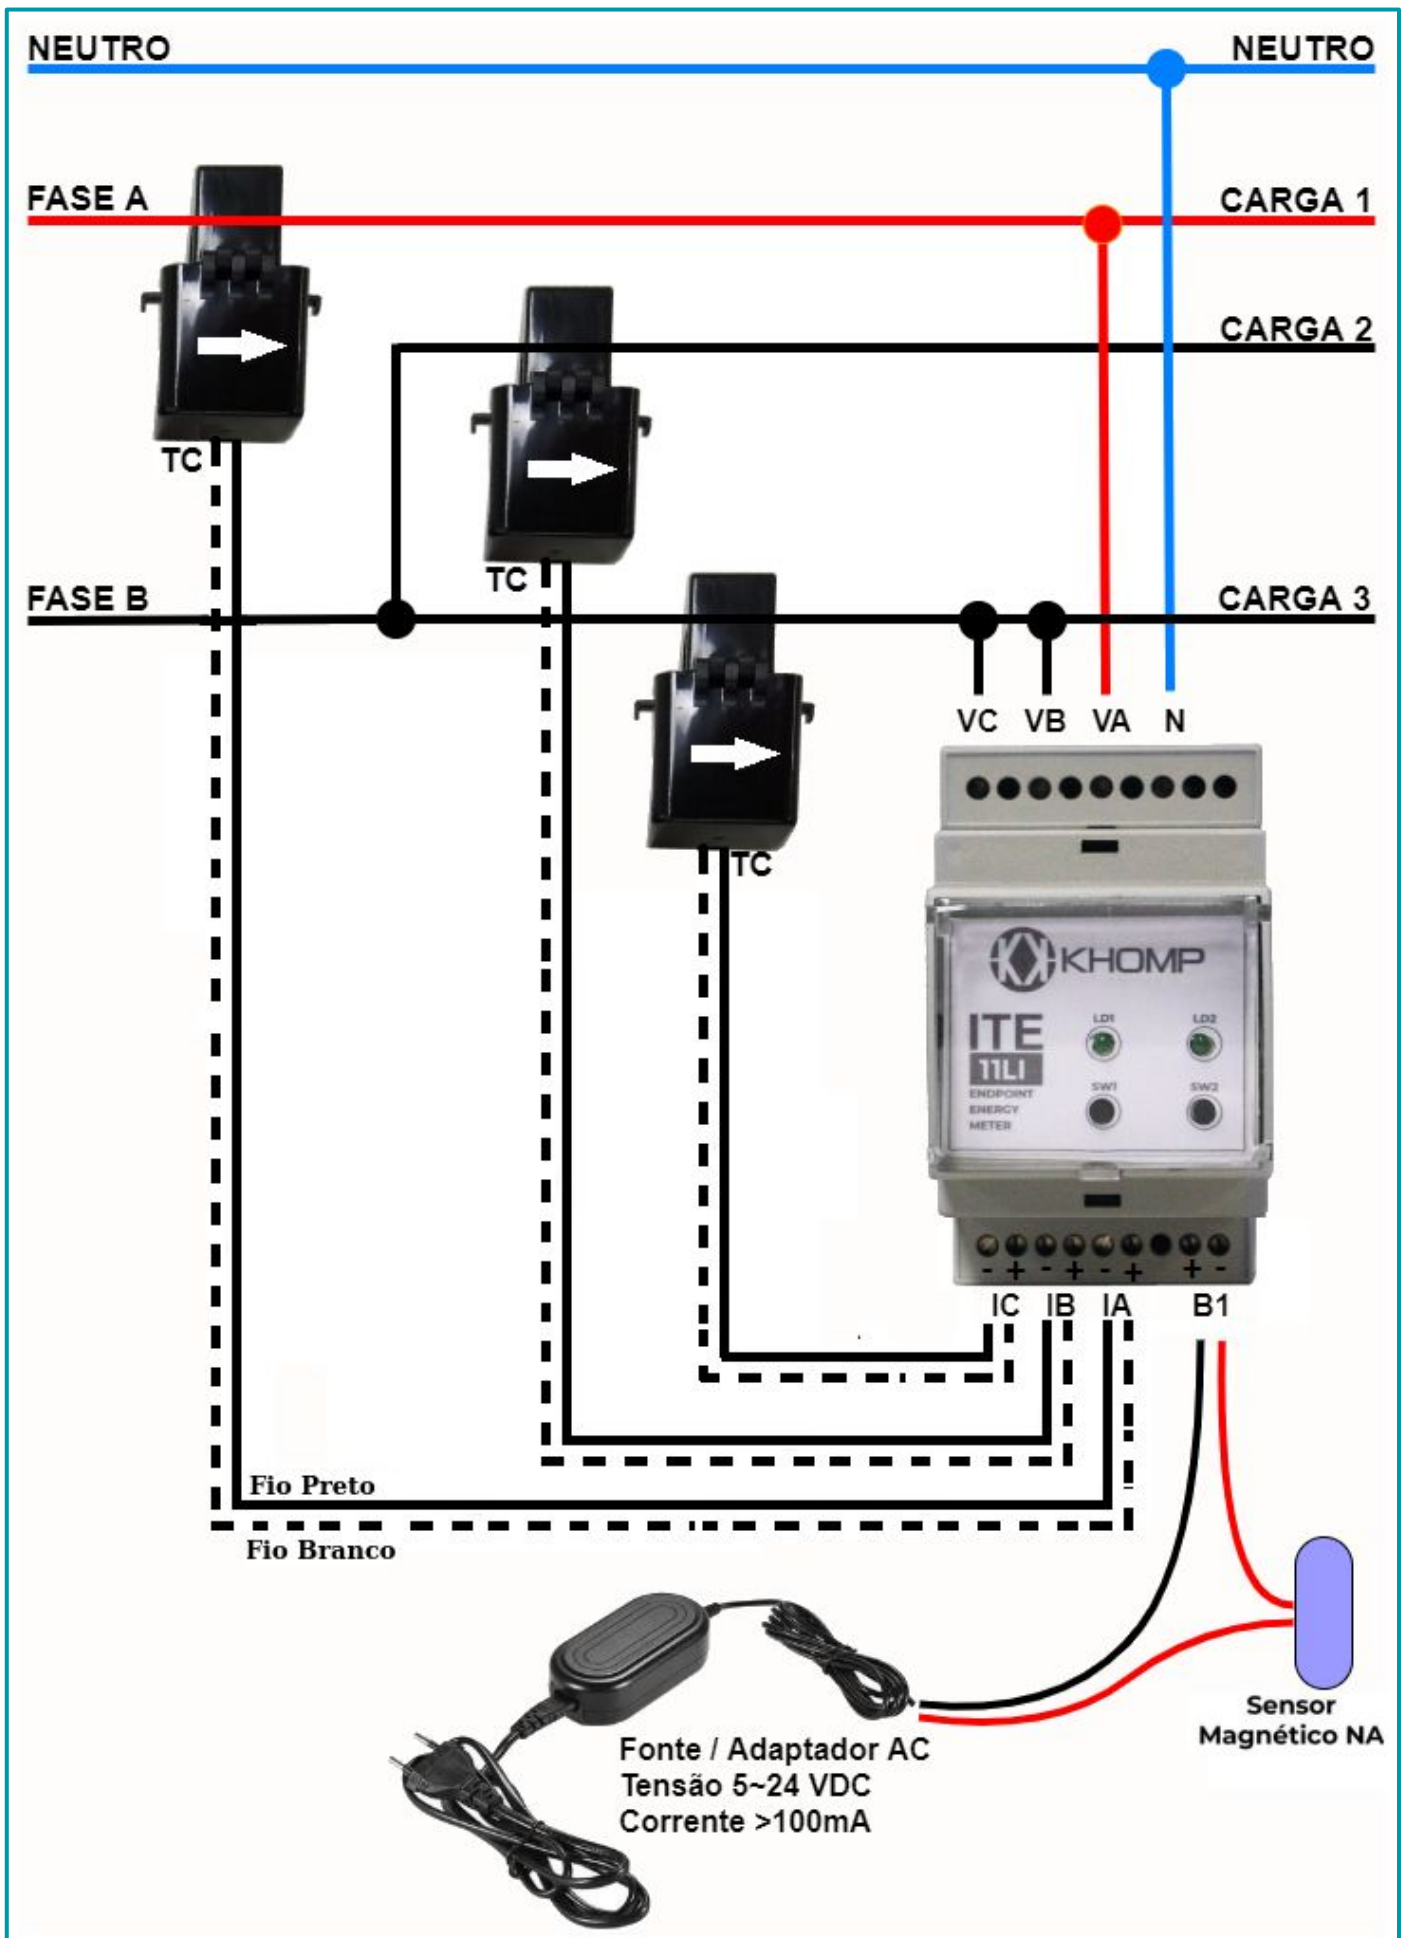 NEUTRO
NEUTRO
FASE A
CARGA 1
CARGA 2
TC
TC
FASE B
CARGA 3
VC
VB
VA
N
TC
KHOMP
ITE
11LI
ENDPOINT
ENERGY
METER
LD1
LD2
SW1
SW2
- + - + - + + -
IC
IB
IA
B1
Fio Preto
Fio Branco
Sensor
Magnético NA
Fonte / Adaptador AC
Tensão 5~24 VDC
Corrente >100mA